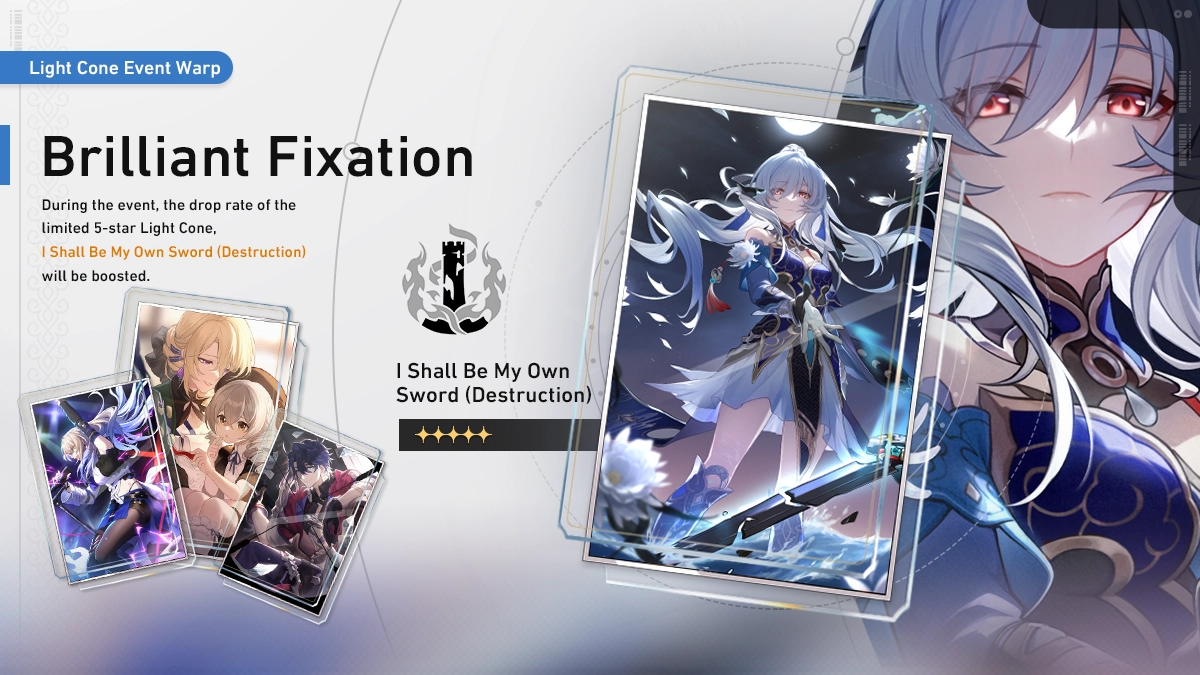 Light Cone Event Warp
Brilliant Fixation
During the event, the drop rate of the
limited 5-star Light Cone,
I Shall Be My Own Sword (Destruction)
will be boosted.
I Shall Be My Own
Sword (Destruction)